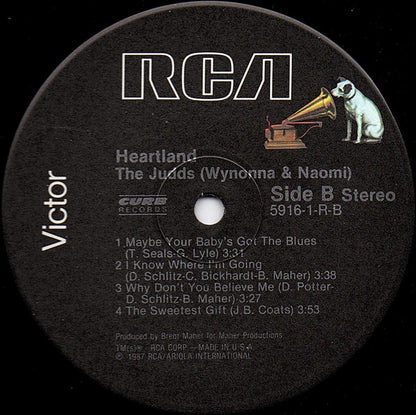 RCA
Victor
Heartland
The Judds (Wynonna & Naomi)
CURB
RECORDS
Side B Stereo
5916-1-R-B
1 Maybe Your Baby's Got The Blues
(T. Seals-G. Lyle) 3:31
2 I Know Where I'm Going
(D. Schlitz-C. Bickhardt-B. Maher) 3:38
3 Why Don't You Believe Me (D. Potter-
D. Schlitz-B. Maher) 3:27
4 The Sweetest Gift (J.B. Coats) 3:53
Produced by Brent Maher for Maher Productions
TM(s)® - RCA CORP. - MADE IN U.S.A.
℗ 1987 RCA/ARIOLA INTERNATIONAL